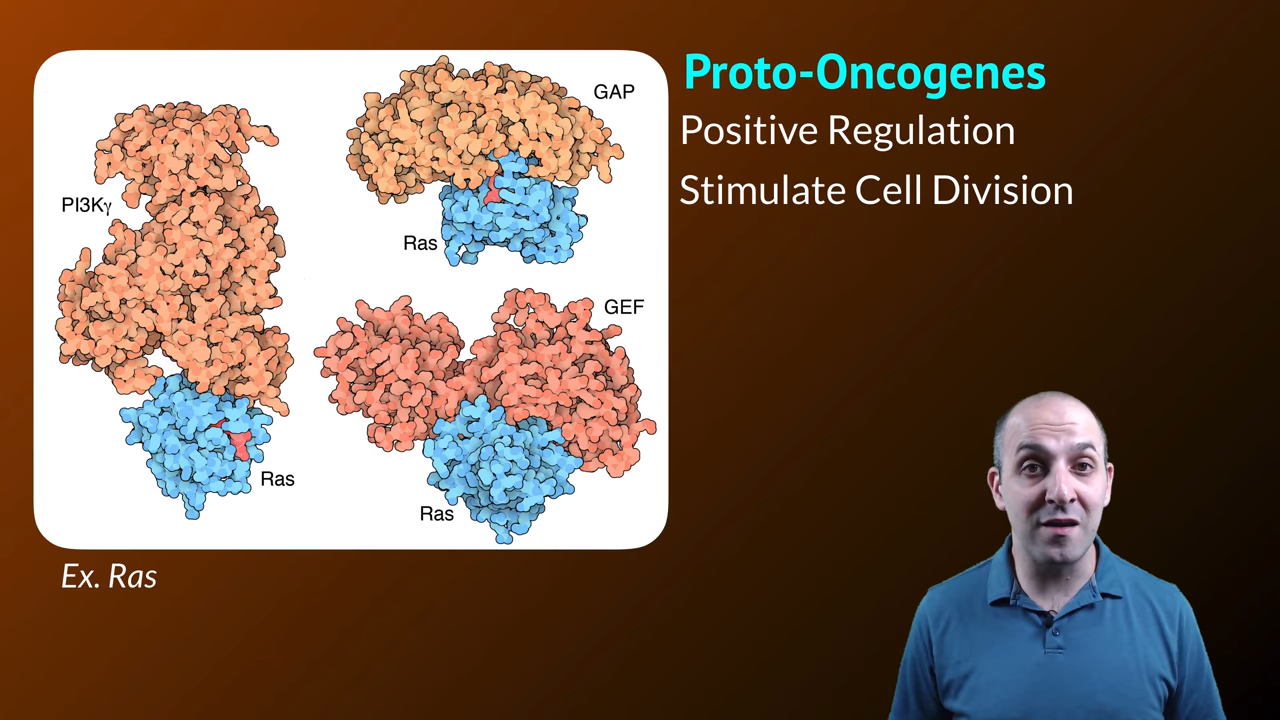 Proto-Oncogenes
Positive Regulation
Stimulate Cell Division
GAP
PI3Kγ
Ras
GEF
Ras
Ras
Ex. Ras